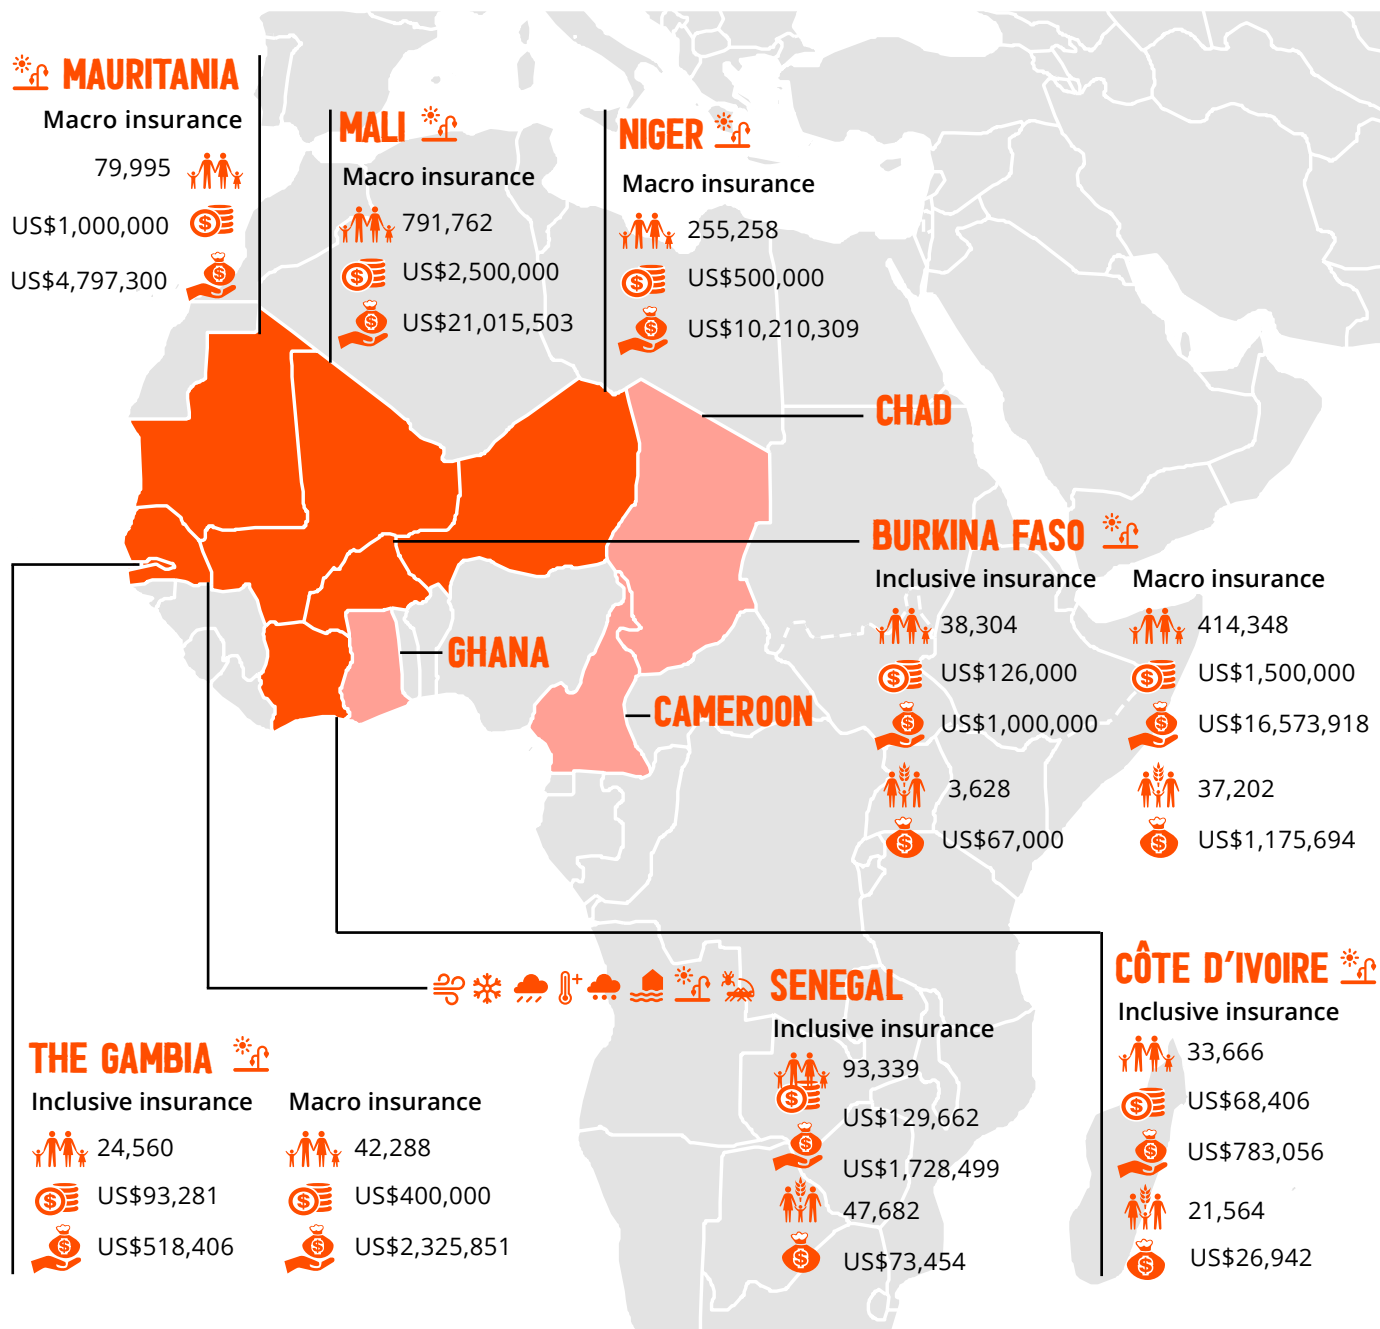 MAURITANIA
Macro insurance
79,995
US$1,000,000
US$4,797,300
MALI
Macro insurance
791,762
US$2,500,000
US$21,015,503
NIGER
Macro insurance
255,258
US$500,000
US$10,210,309
CHAD
BURKINA FASO
Inclusive insurance
38,304
US$126,000
US$1,000,000
3,628
US$67,000
Macro insurance
414,348
US$1,500,000
US$16,573,918
37,202
US$1,175,694
GHANA
CAMEROON
THE GAMBIA
Inclusive insurance
24,560
US$93,281
US$518,406
Macro insurance
42,288
US$400,000
US$2,325,851
SENEGAL
Inclusive insurance
93,339
US$129,662
US$1,728,499
47,682
US$73,454
CÔTE D'IVOIRE
Inclusive insurance
33,666
US$68,406
US$783,056
21,564
US$26,942